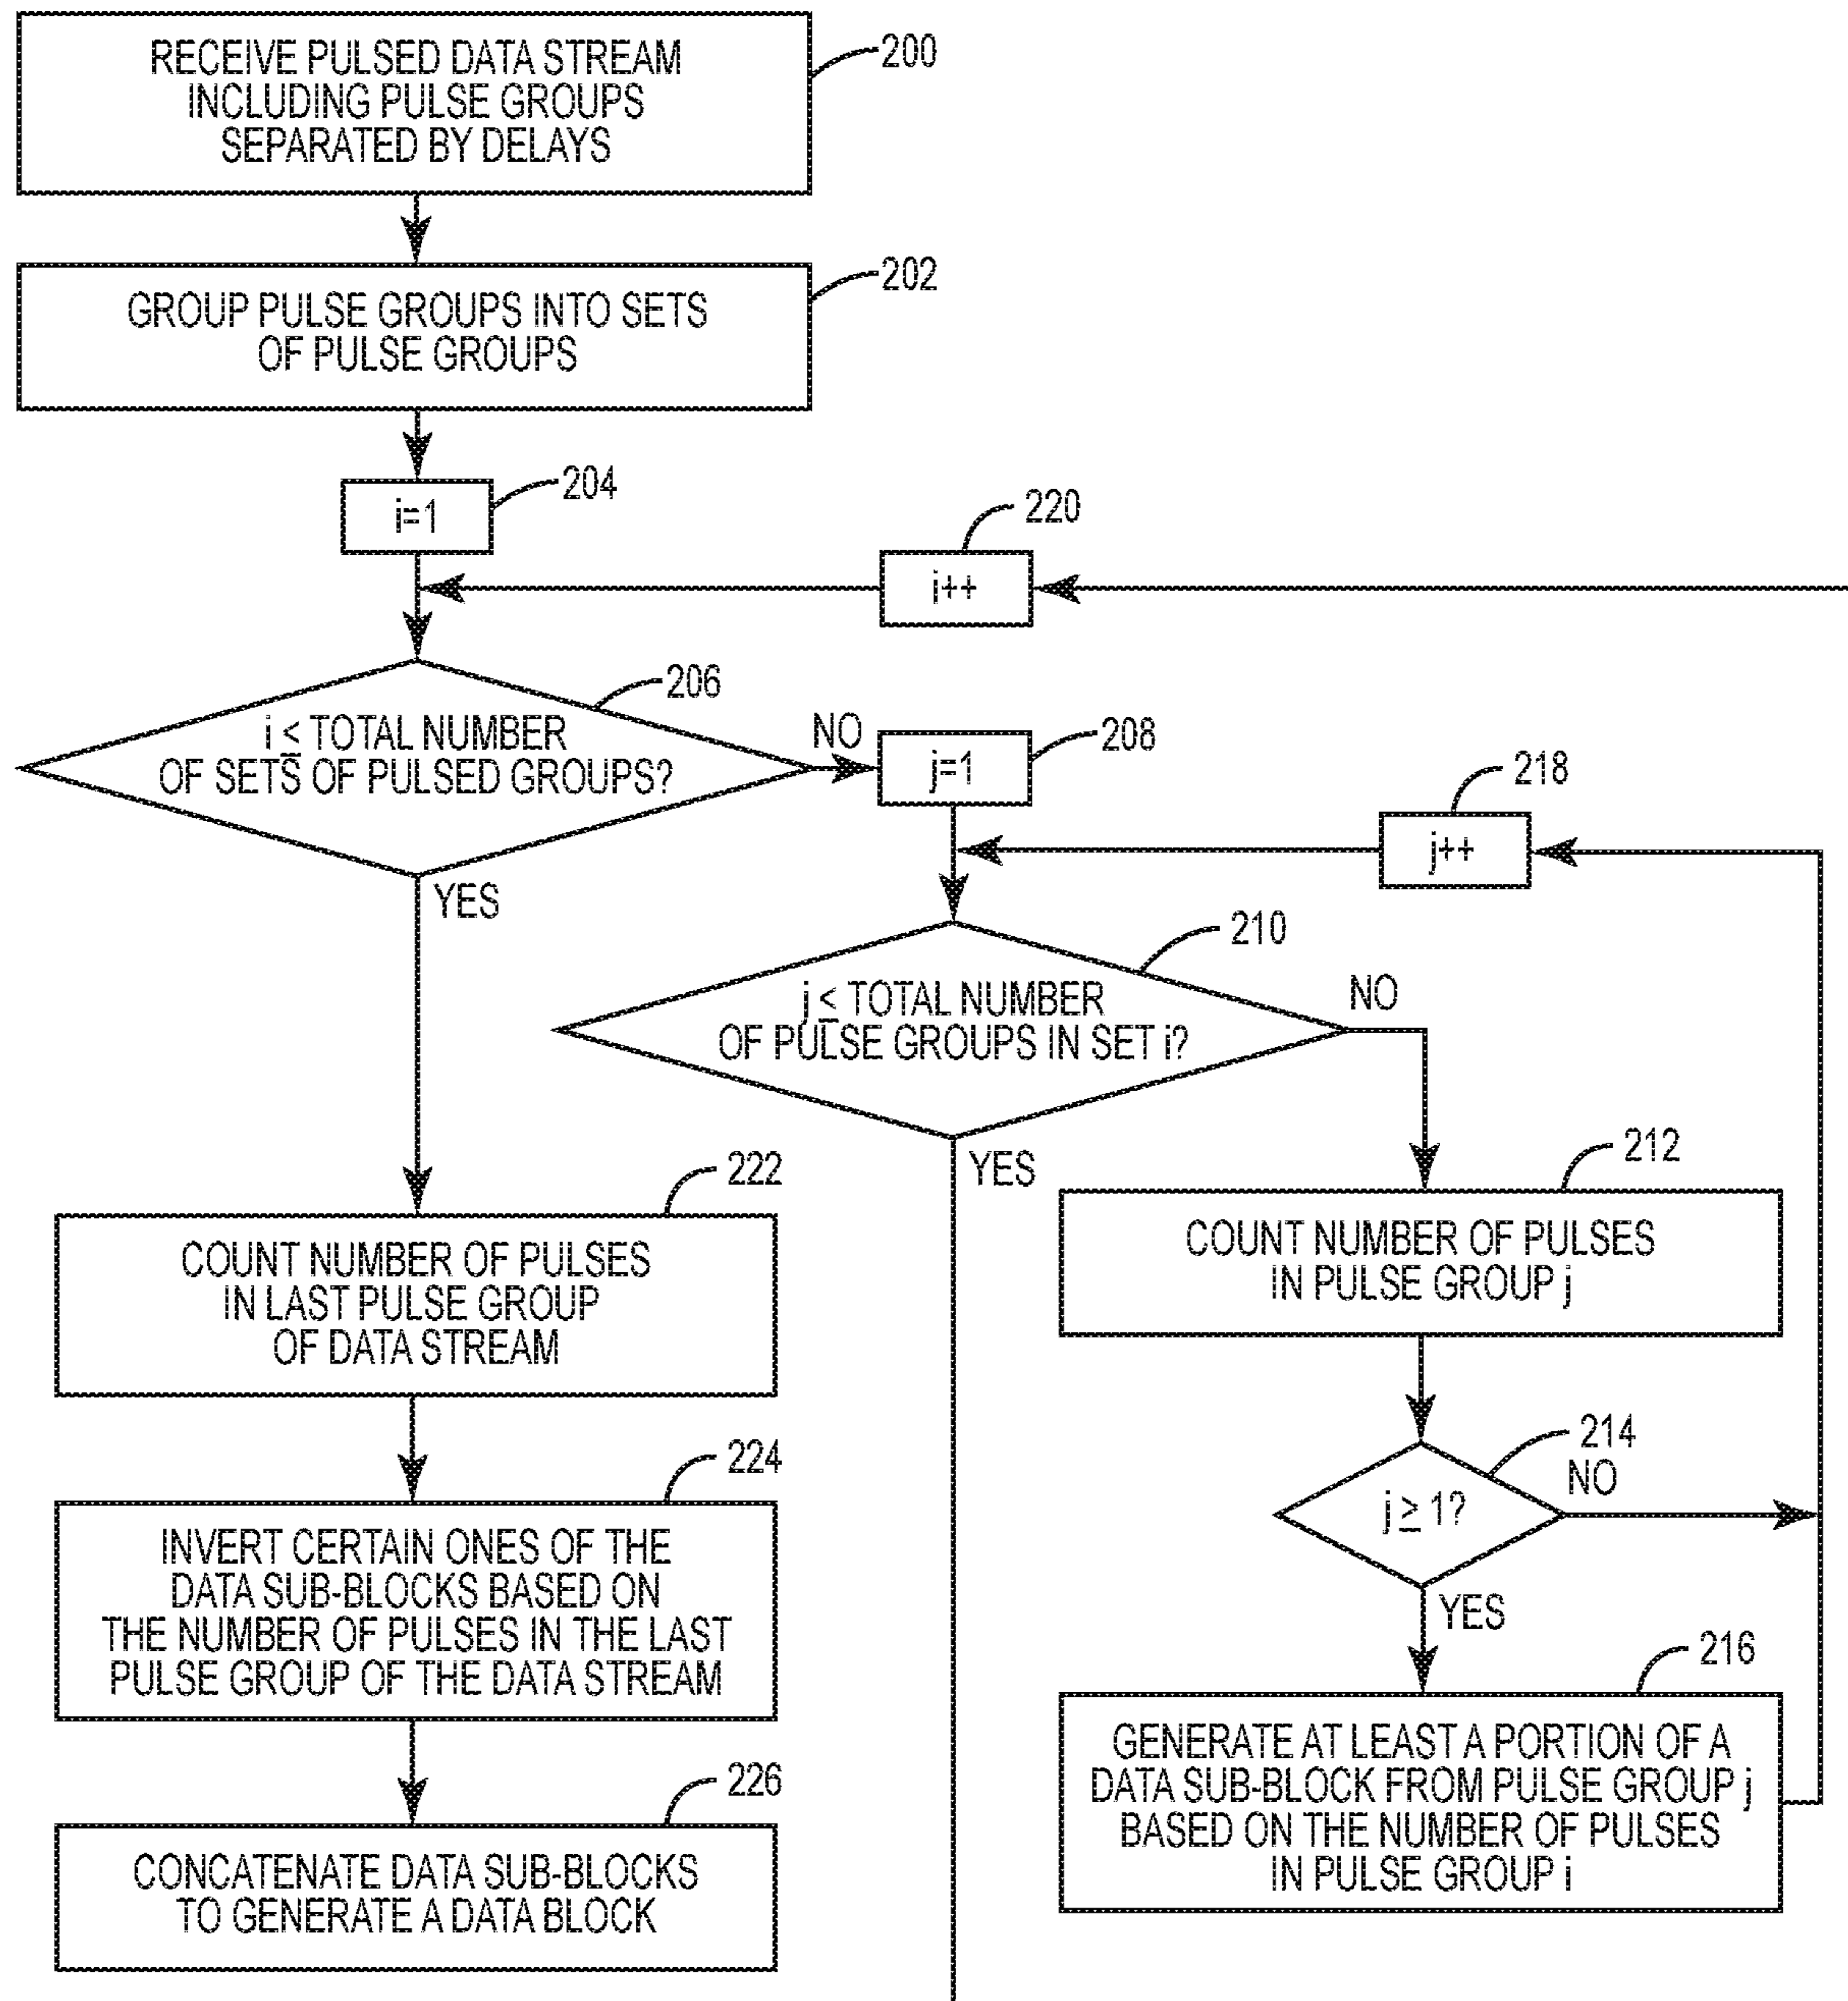 RECEIVE PULSED DATA STREAM
INCLUDING PULSE GROUPS
SEPARATED BY DELAYS
200
GROUP PULSE GROUPS INTO SETS
OF PULSE GROUPS
202
i=1
204
i++
220
i ≤ TOTAL NUMBER
OF SETS OF PULSED GROUPS?
206
NO
YES
j=1
208
j++
218
j ≤ TOTAL NUMBER
OF PULSE GROUPS IN SET i?
210
NO
YES
COUNT NUMBER OF PULSES
IN PULSE GROUP j
212
j ≥ 1?
214
NO
YES
GENERATE AT LEAST A PORTION OF A
DATA SUB-BLOCK FROM PULSE GROUP j
BASED ON THE NUMBER OF PULSES
IN PULSE GROUP i
216
COUNT NUMBER OF PULSES
IN LAST PULSE GROUP
OF DATA STREAM
222
INVERT CERTAIN ONES OF THE
DATA SUB-BLOCKS BASED ON
THE NUMBER OF PULSES IN THE LAST
PULSE GROUP OF THE DATA STREAM
224
CONCATENATE DATA SUB-BLOCKS
TO GENERATE A DATA BLOCK
226